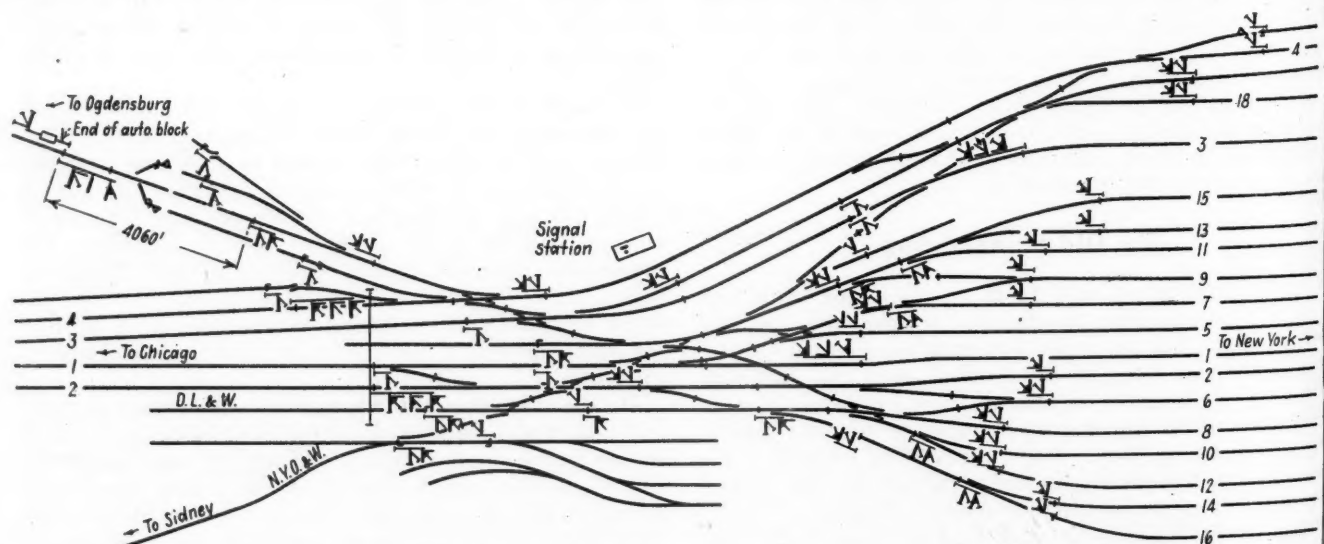 To Ogdensburg
End of auto. block
4060'
Signal
station
4
3
To Chicago
1
2
D. L. & W.
N.Y.O. & W.
To Sidney
4
18
3
15
13
11
9
7
5
To New York
1
2
6
8
10
12
14
16